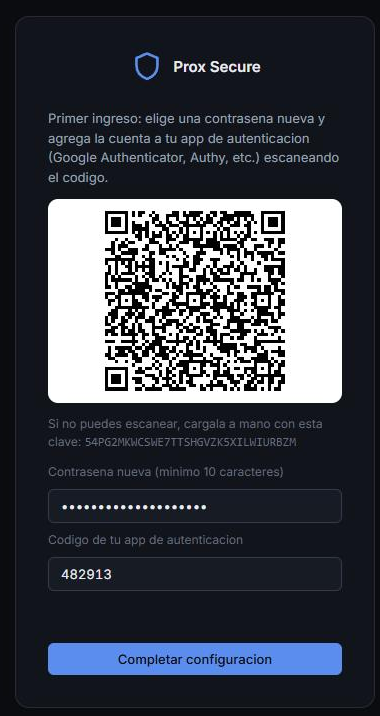 Prox Secure
Primer ingreso: elige una contrasena nueva y
agrega la cuenta a tu app de autenticacion
(Google Authenticator, Authy, etc.) escaneando
el codigo.
Si no puedes escanear, cargala a mano con esta
clave: 54PG2MKWCSWE7TTSHGVZK5XILWIURBZM
Contrasena nueva (minimo 10 caracteres)
••••••••••••••••••••
Codigo de tu app de autenticacion
482913
Completar configuracion